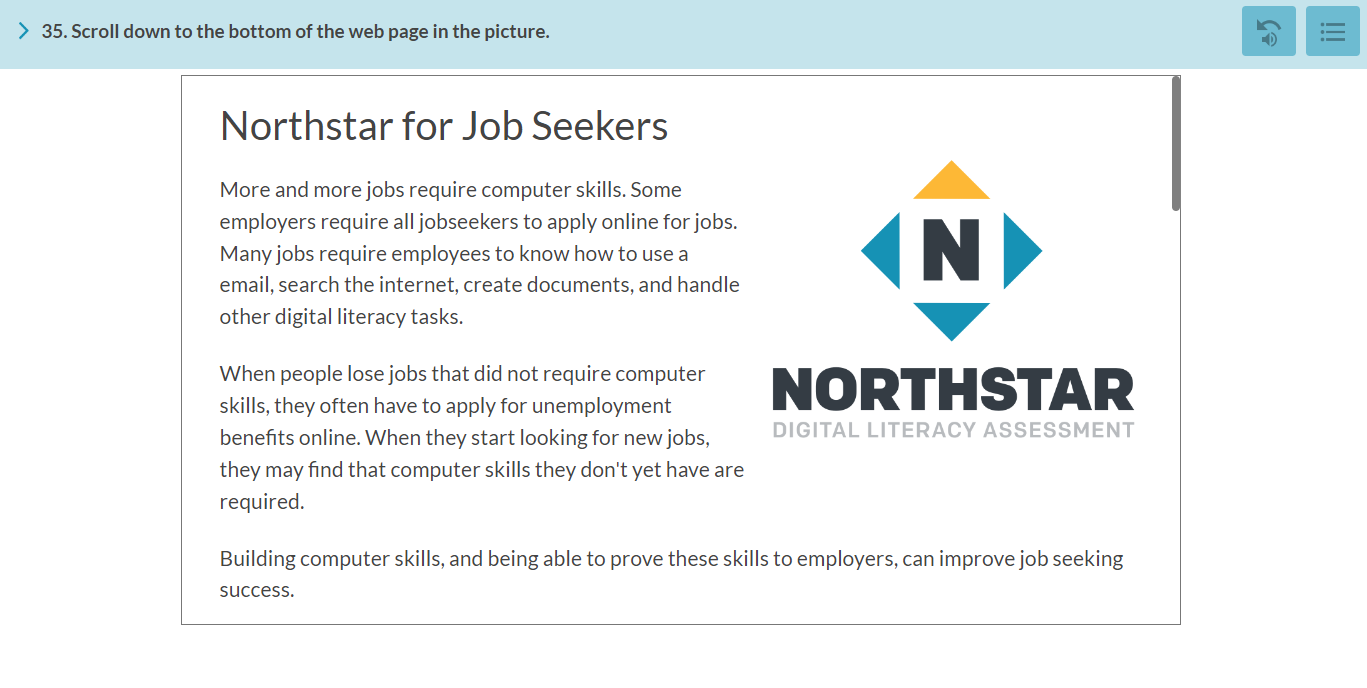 35. Scroll down to the bottom of the web page in the picture.
Northstar for Job Seekers
More and more jobs require computer skills. Some
employers require all jobseekers to apply online for jobs.
Many jobs require employees to know how to use a
email, search the internet, create documents, and handle
other digital literacy tasks.
When people lose jobs that did not require computer
skills, they often have to apply for unemployment
benefits online. When they start looking for new jobs,
they may find that computer skills they don't yet have are
required.
N
NORTHSTAR
DIGITAL LITERACY ASSESSMENT
Building computer skills, and being able to prove these skills to employers, can improve job seeking
success.